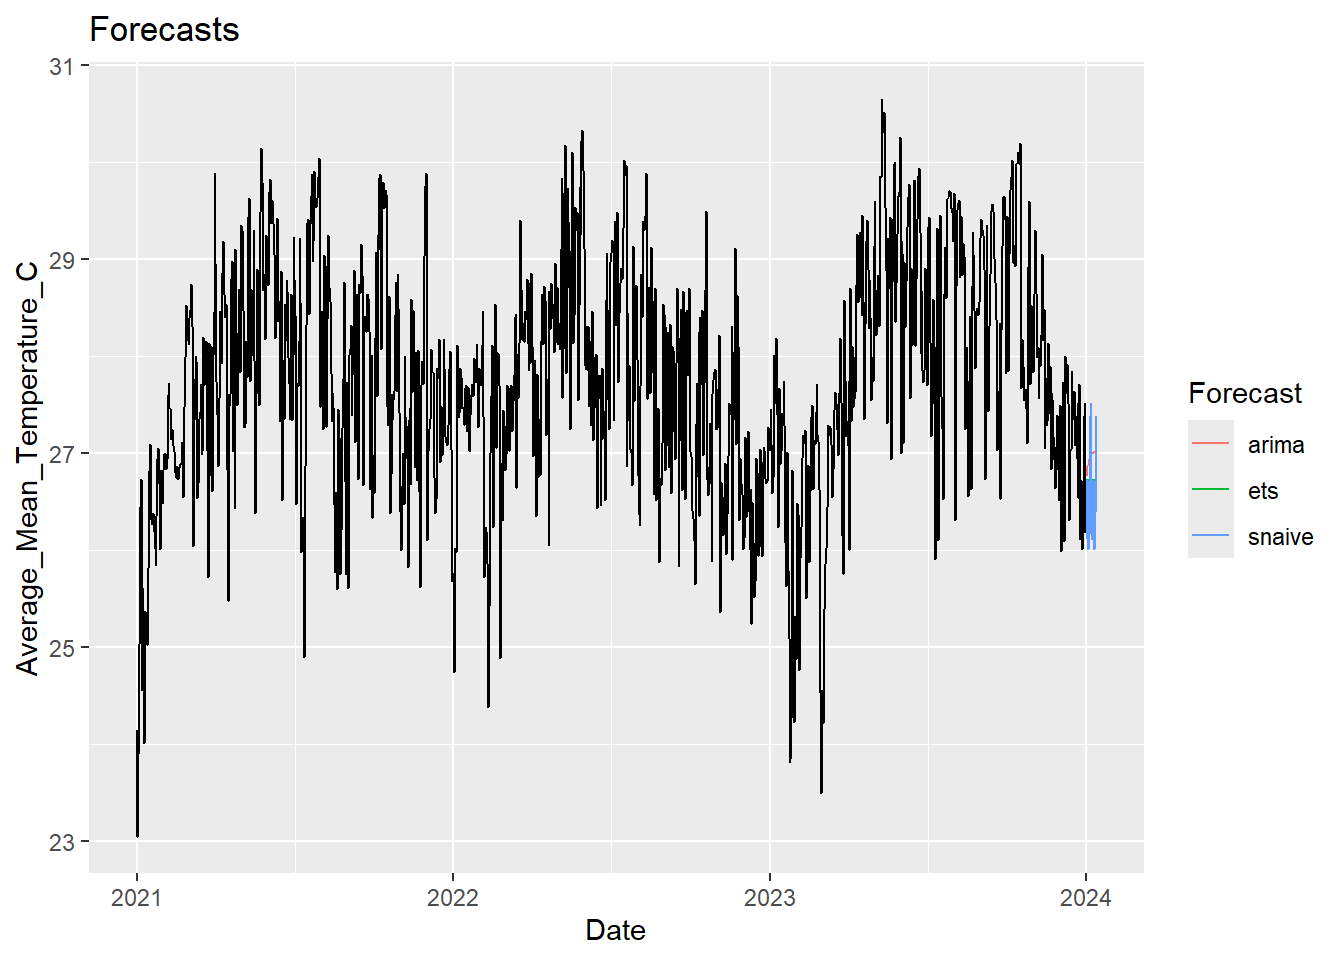 Forecasts
31
29
27
25
23
Average_Mean_Temperature_C
2021
2022
2023
2024
Date
Forecast
arima
ets
snaive